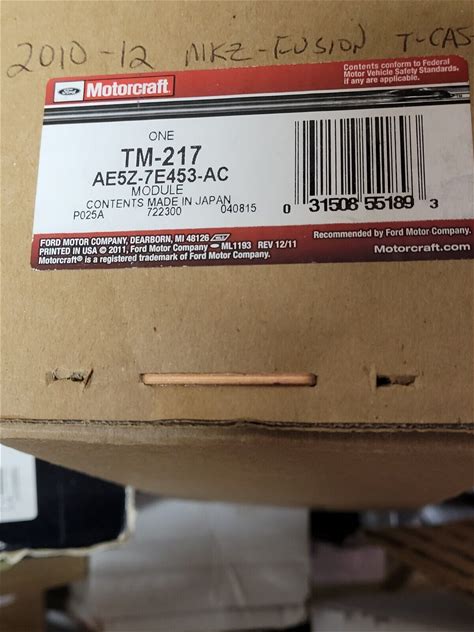 2010-12 MKZ-FUSION T-CAS
Ford Motorcraft
Contents conform to Federal
Motor Vehicle Safety Standards.
if any are applicable.
ONE
TM-217
AE5Z-7E453-AC
MODULE
CONTENTS MADE IN JAPAN
P025A 722300 040815
0 31508 55189 3
FORD MOTOR COMPANY, DEARBORN, MI 48126
PRINTED IN USA © 2011, Ford Motor Company ML1193 REV 12/11
Motorcraft® is a registered trademark of Ford Motor Company.
Recommended by Ford Motor Company.
Motorcraft.com